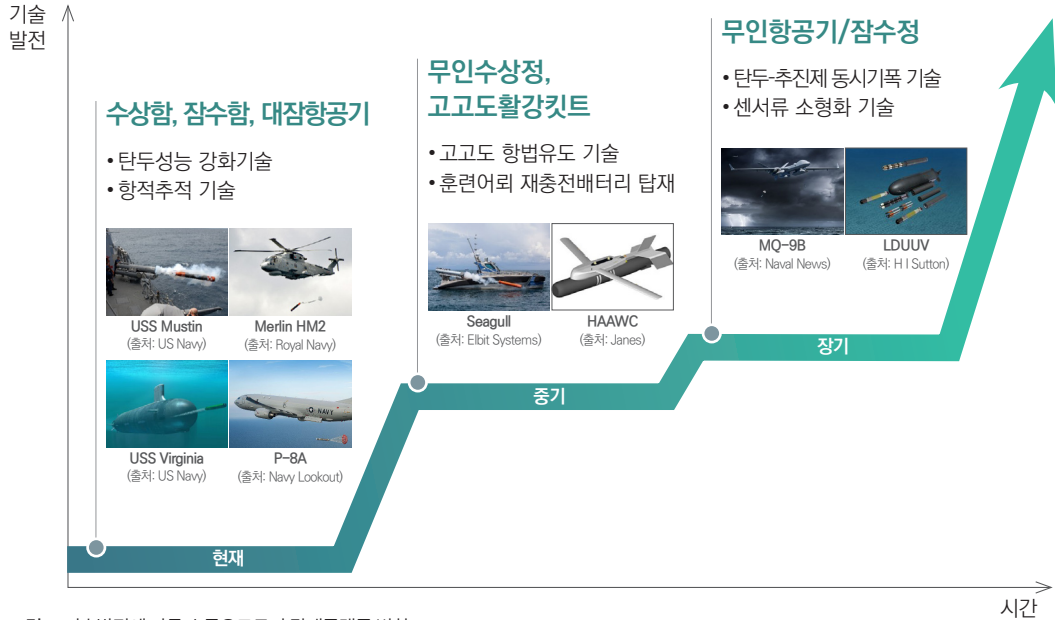 기술
발전
수상함, 잠수함, 대잠항공기
• 탄두성능 강화기술
• 항적추적 기술
USS Mustin
(출처: US Navy)
Merlin HM2
(출처: Royal Navy)
USS Virginia
(출처: US Navy)
P-8A
(출처: Navy Lookout)
현재
무인수상정,
고고도활강킷트
• 고고도 항법유도 기술
• 훈련어뢰 재충전배터리 탑재
Seagull
(출처: Elbit Systems)
HAAWC
(출처: Janes)
중기
무인항공기/잠수정
• 탄두-추진제 동시기폭 기술
• 센서류 소형화 기술
MQ-9B
(출처: Naval News)
LDUUV
(출처: H I Sutton)
장기
시간